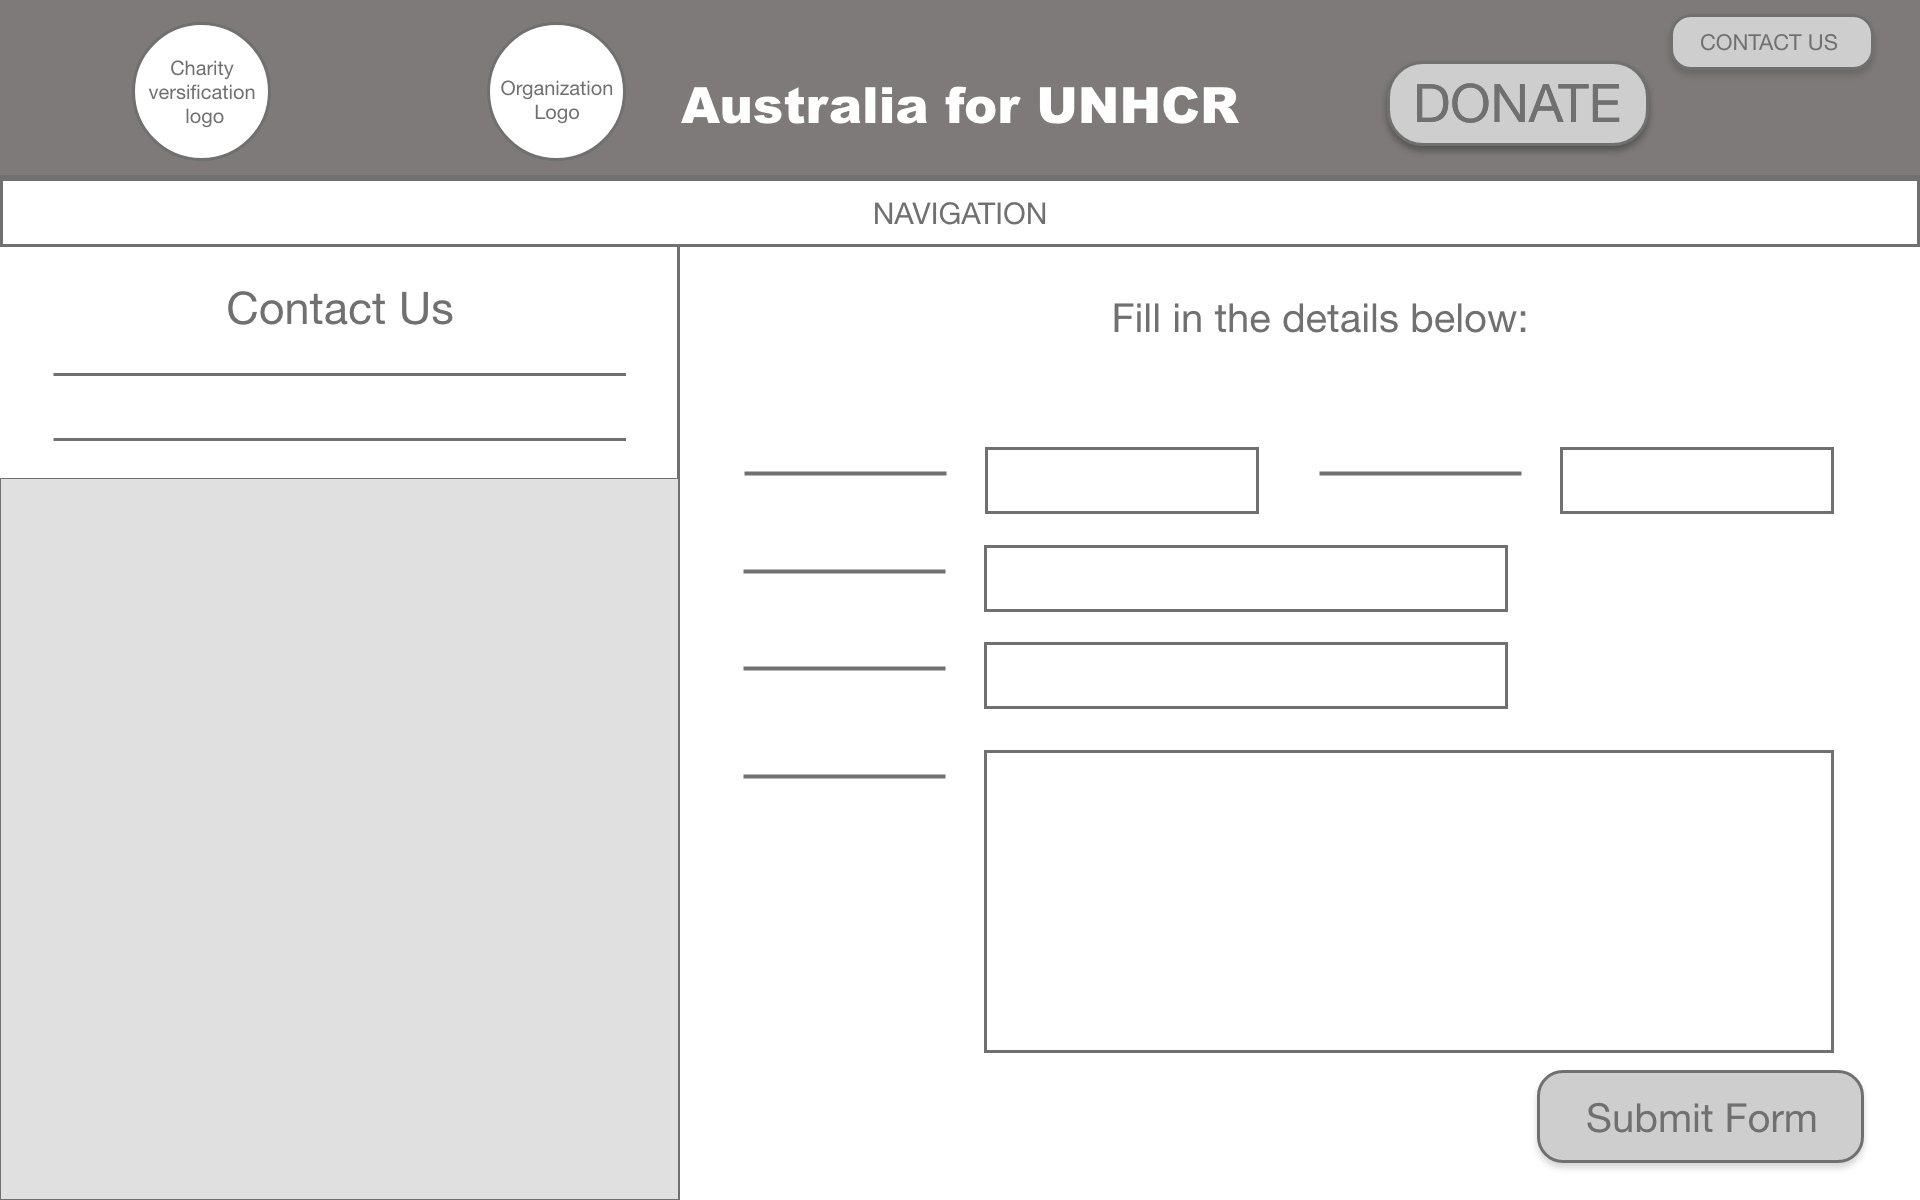 Charity
versification
logo
Organization
Logo
Australia for UNHCR
DONATE
CONTACT US
NAVIGATION
Contact Us
Fill in the details below:
Submit Form